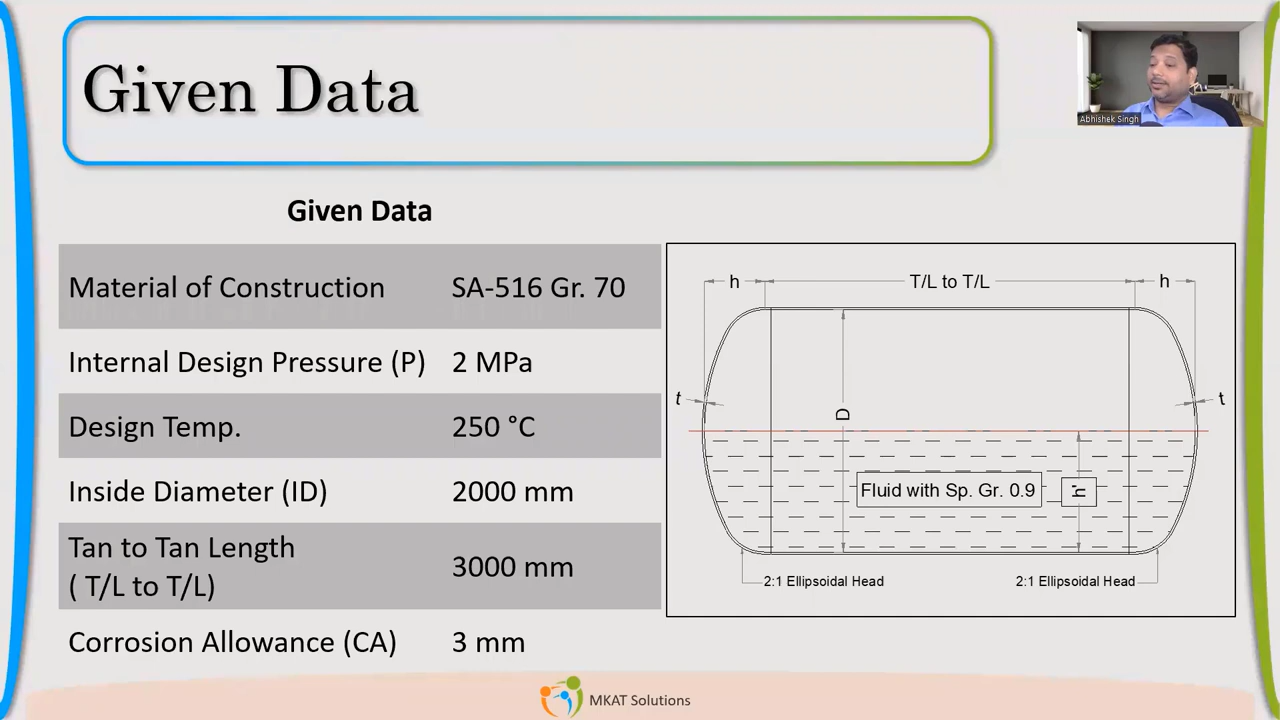 Given Data
Abhishek Singh
Given Data
Material of Construction SA-516 Gr. 70
Internal Design Pressure (P) 2 MPa
Design Temp. 250 °C
Inside Diameter (ID) 2000 mm
Tan to Tan Length
( T/L to T/L) 3000 mm
Corrosion Allowance (CA) 3 mm
h T/L to T/L h
t t
D
Fluid with Sp. Gr. 0.9 h'
2:1 Ellipsoidal Head 2:1 Ellipsoidal Head
MKAT Solutions